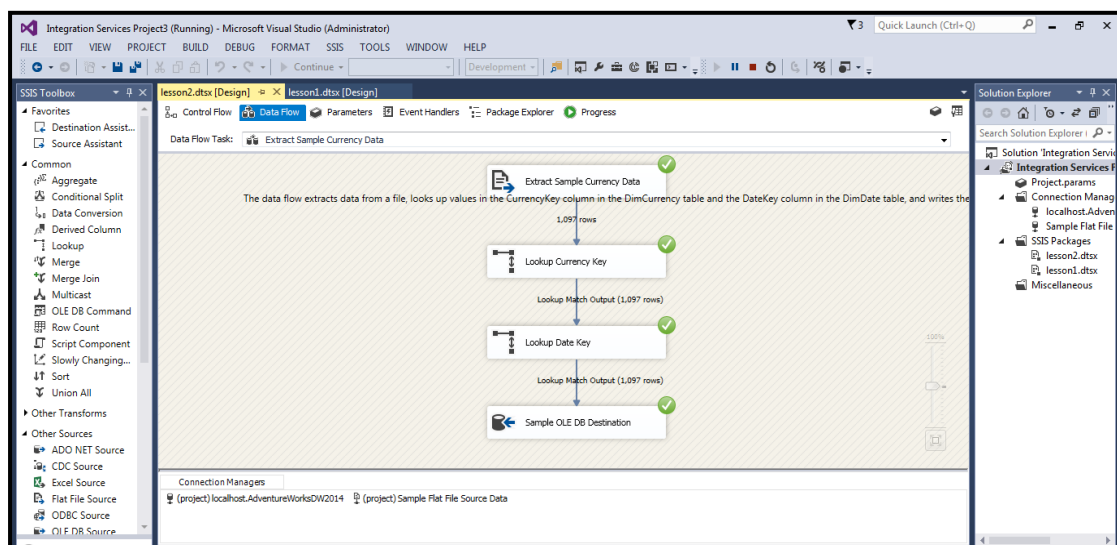 Integration Services Project3 (Running) - Microsoft Visual Studio (Administrator)
3
Quick Launch (Ctrl+Q)
FILE EDIT VIEW PROJECT BUILD DEBUG FORMAT SSIS TOOLS WINDOW HELP
Continue
Development
SSIS Toolbox
Favorites
Destination Assist...
Source Assistant
Common
Aggregate
Conditional Split
Data Conversion
Derived Column
Lookup
Merge
Merge Join
Multicast
OLE DB Command
Row Count
Script Component
Slowly Changing...
Sort
Union All
Other Transforms
Other Sources
ADO NET Source
CDC Source
Excel Source
Flat File Source
ODBC Source
OLE DB Source
lesson2.dtsx [Design]
lesson1.dtsx [Design]
Control Flow
Data Flow
Parameters
Event Handlers
Package Explorer
Progress
Data Flow Task:
Extract Sample Currency Data
Extract Sample Currency Data
The data flow extracts data from a file, looks up values in the CurrencyKey column in the DimCurrency table and the DateKey column in the DimDate table, and writes the
1,097 rows
Lookup Currency Key
Lookup Match Output (1,097 rows)
Lookup Date Key
Lookup Match Output (1,097 rows)
Sample OLE DB Destination
100%
Connection Managers
(project) localhost.AdventureWorksDW2014
(project) Sample Flat File Source Data
Solution Explorer
Search Solution Explorer
Solution 'Integration Servic
Integration Services P
Project.params
Connection Manag
localhost.Adven
Sample Flat File
SSIS Packages
lesson2.dtsx
lesson1.dtsx
Miscellaneous